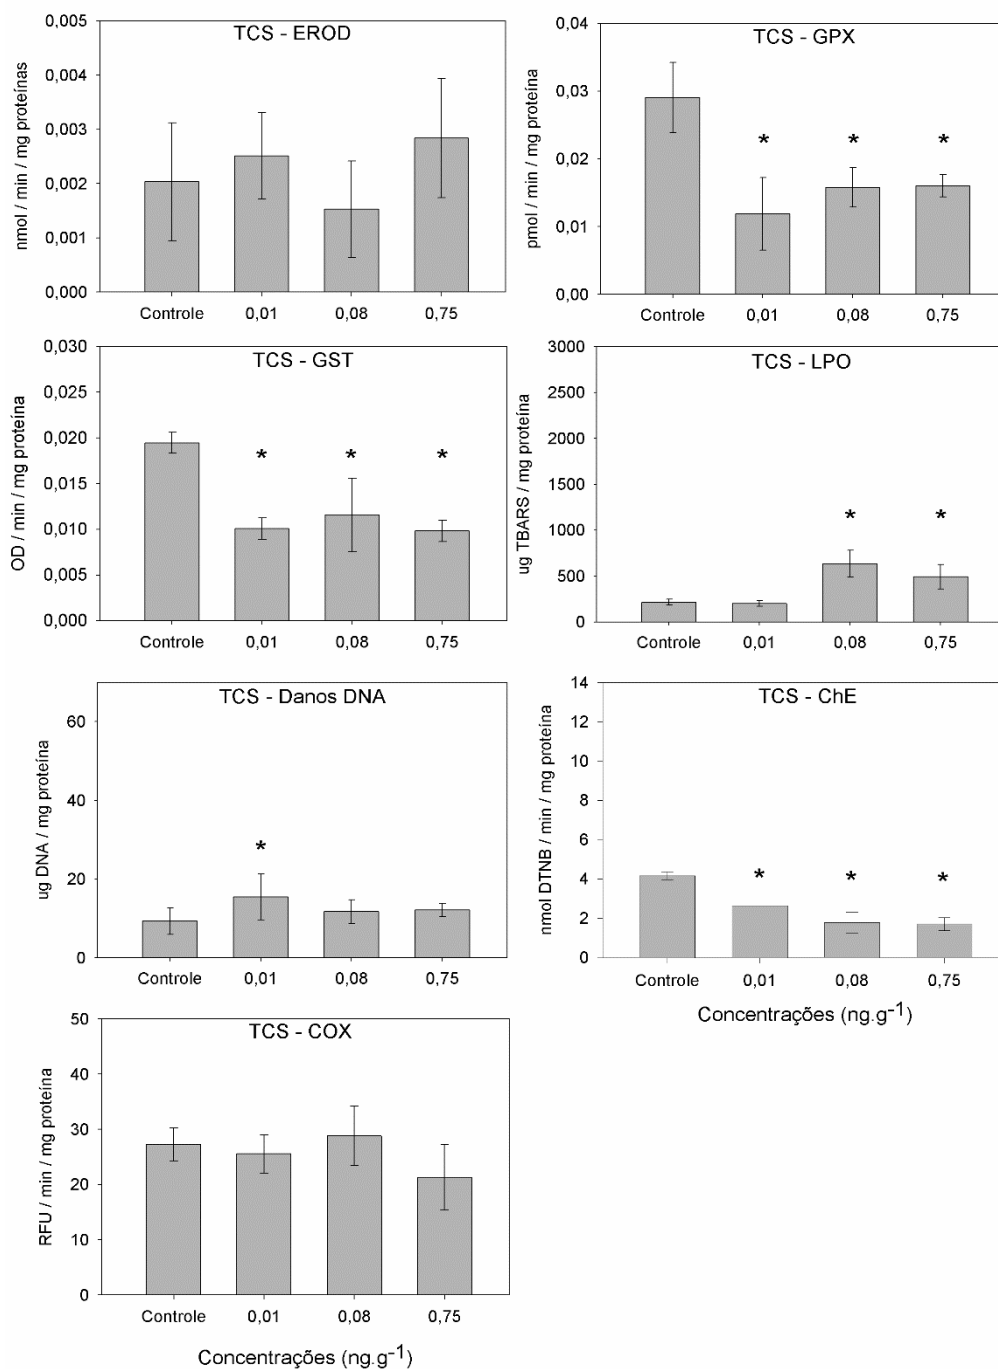 TCS - EROD
nmol / min / mg proteínas
0,005
0,004
0,003
0,002
0,001
0,000
Controle 0,01 0,08 0,75
TCS - GPX
pmol / min / mg proteína
0,04
0,03
0,02
0,01
0,00
* * *
Controle 0,01 0,08 0,75
TCS - GST
OD / min / mg proteína
0,030
0,025
0,020
0,015
0,010
0,005
0,000
* * *
Controle 0,01 0,08 0,75
TCS - LPO
ug TBARS / mg proteína
3000
2500
2000
1500
1000
500
0
* *
Controle 0,01 0,08 0,75
TCS - Danos DNA
ug DNA / mg proteína
60
40
20
0
*
Controle 0,01 0,08 0,75
TCS - ChE
nmol DTNB / min / mg proteína
14
12
10
8
6
4
2
0
* * *
Controle 0,01 0,08 0,75
Concentrações (ng.g-1)
TCS - COX
RFU / min / mg proteína
50
40
30
20
10
0
Controle 0,01 0,08 0,75
Concentrações (ng.g-1)